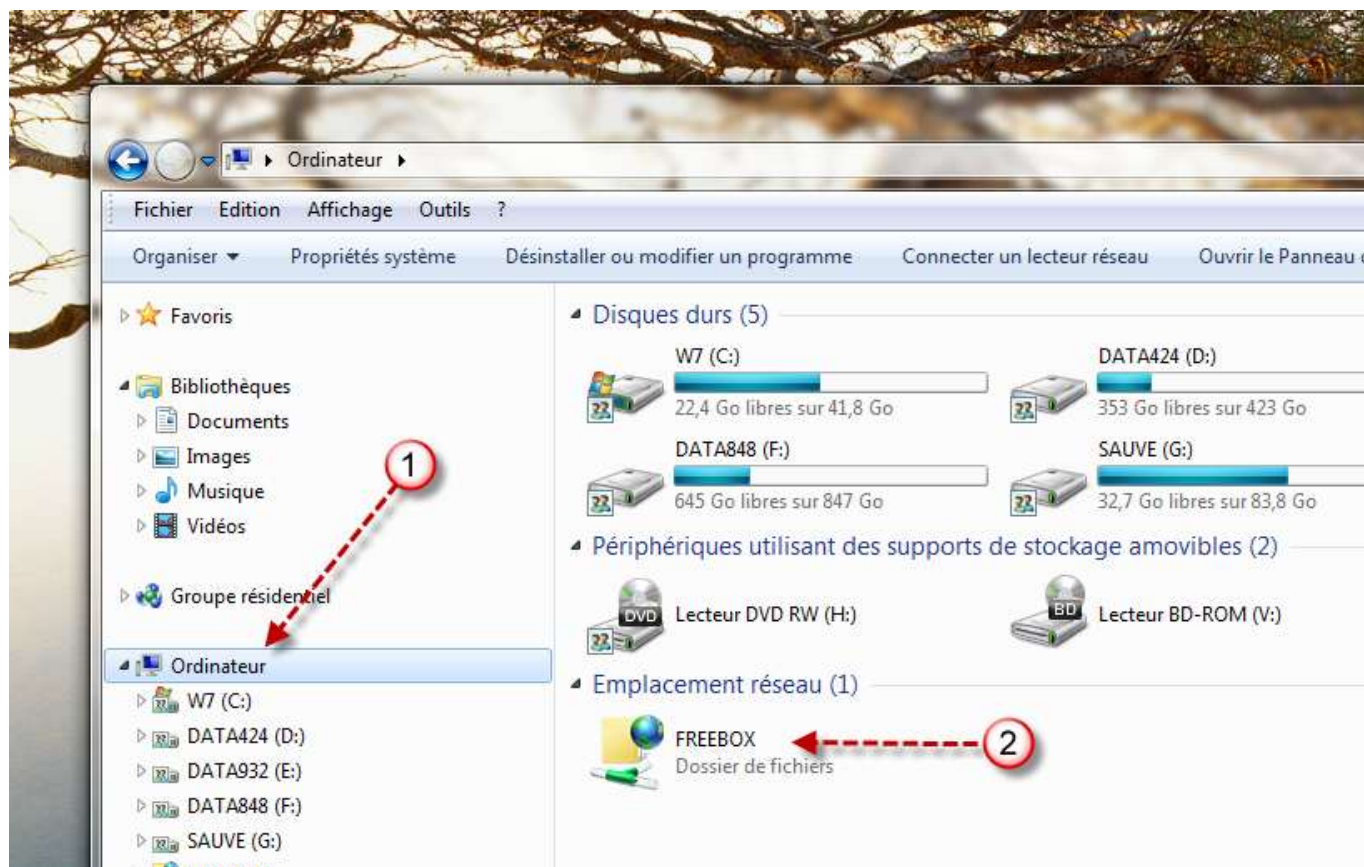 Ordinateur
Fichier Edition Affichage Outils ?
Organiser Propriétés système Désinstaller ou modifier un programme Connecter un lecteur réseau Ouvrir le Panneau
Favoris
Bibliothèques
Documents
Images
Musique
Vidéos
Groupe résidentiel
Ordinateur
W7 (C:)
DATA424 (D:)
DATA932 (E:)
DATA848 (F:)
SAUVE (G:)
1
Disques durs (5)
W7 (C:)
22,4 Go libres sur 41,8 Go
DATA424 (D:)
353 Go libres sur 423 Go
DATA848 (F:)
645 Go libres sur 847 Go
SAUVE (G:)
32,7 Go libres sur 83,8 Go
Périphériques utilisant des supports de stockage amovibles (2)
DVD
Lecteur DVD RW (H:)
BD
Lecteur BD-ROM (V:)
Emplacement réseau (1)
FREEBOX
Dossier de fichiers
2